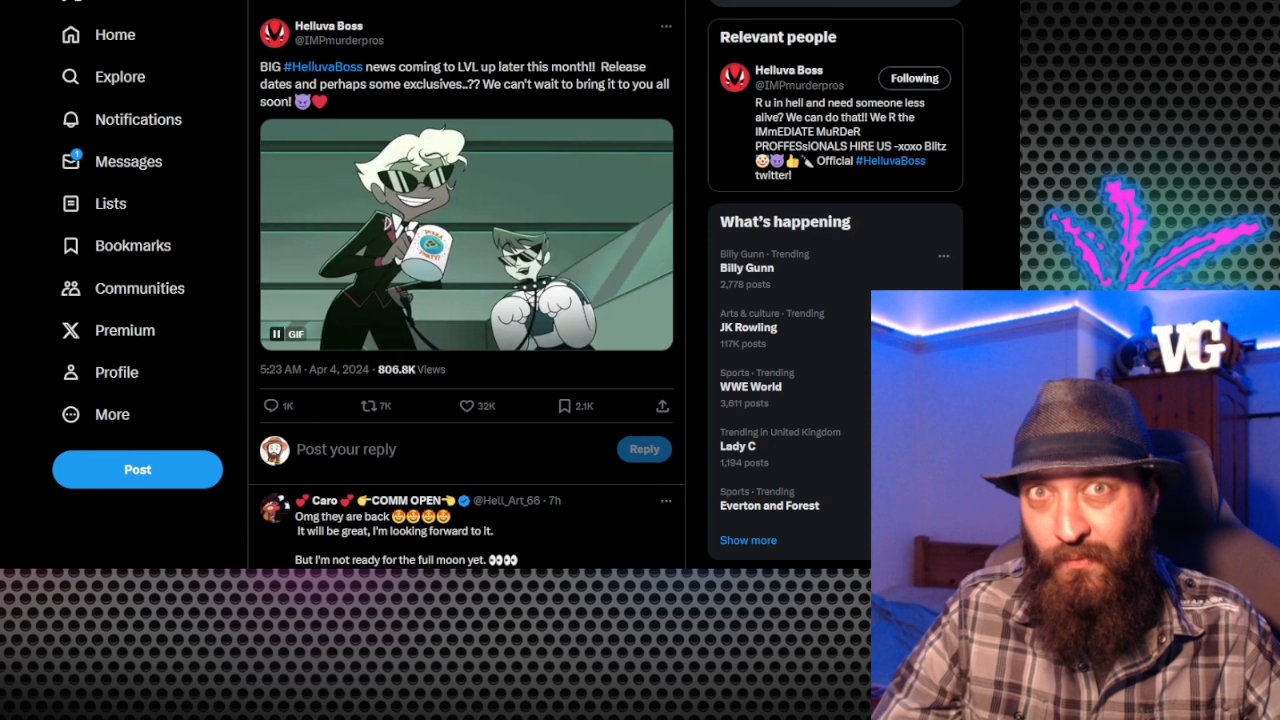 Home
Explore
Notifications
1
Messages
Lists
Bookmarks
Communities
Premium
Profile
More
Post
Helluva Boss
@IMPmurderpros
BIG #HelluvaBoss news coming to LVL up later this month!! Release
dates and perhaps some exclusives..?? We can't wait to bring it to you all
soon! 😈❤️
GIF
5:23 AM · Apr 4, 2024 · 806.8K Views
1K 7K 32K 2.1K
Post your reply
Reply
💕 Caro 💕 👉COMM OPEN👈 @Hell_Art_66 · 7h
Omg they are back 🤩🤩🤩🤩
It will be great, I'm looking forward to it.
But I'm not ready for the full moon yet. 👀👀
Relevant people
Helluva Boss
@IMPmurderpros
Following
R u in hell and need someone less
alive? We can do that!! We R the
IMmEDIATE MuRDeR
PROFFESsIONALS HIRE US -xoxo Blitz
🤡😈👍🔪 Official #HelluvaBoss
twitter!
What's happening
Billy Gunn · Trending
Billy Gunn
2,778 posts
Arts & culture · Trending
JK Rowling
117K posts
Sports · Trending
WWE World
3,611 posts
Trending in United Kingdom
Lady C
1,194 posts
Sports · Trending
Everton and Forest
Show more
VG